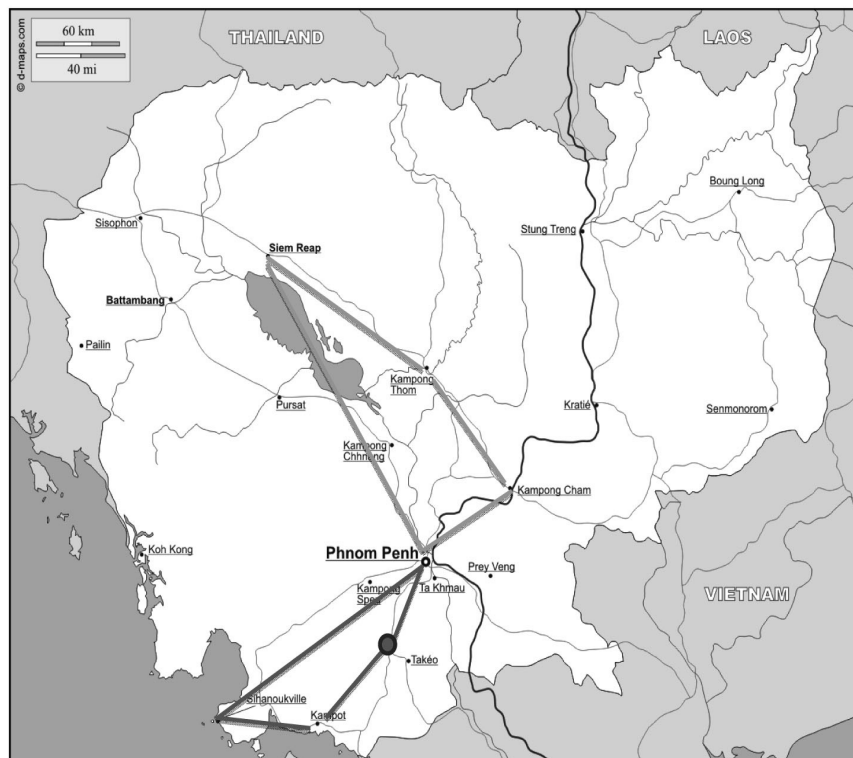 60 km
40 mi
© d-maps.com
THAILAND
LAOS
Boung Long
Sisophon
Stung Treng
Siem Reap
Battambang
Pailin
Kampong
Thom
Pursat
Kratié
Senmonorom
Kampong
Chhnang
Kampong Cham
Koh Kong
Phnom Penh
Prey Veng
Kampong
Speu
Ta Khmau
VIETNAM
Takéo
Sihanoukville
Kampot